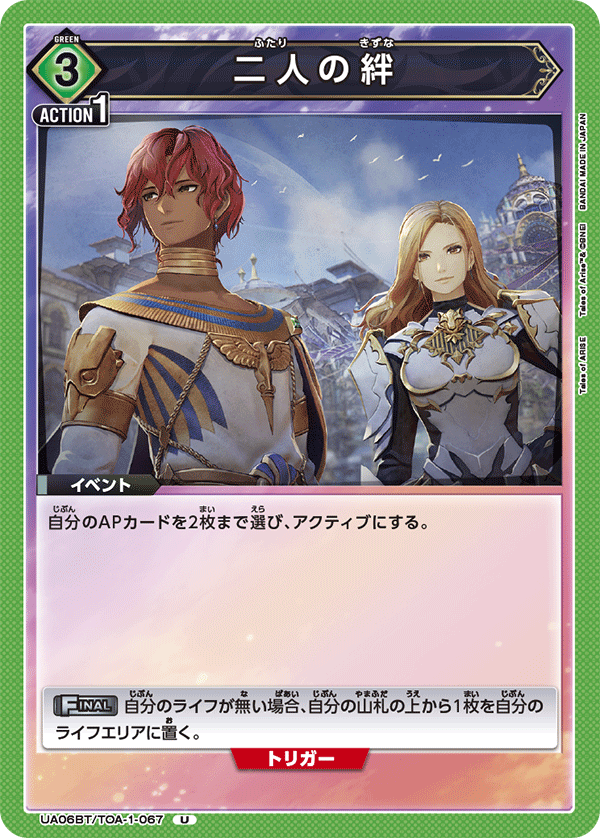 GREEN
3
ふたり きずな
二人の絆
ACTION 1
BANDAI MADE IN JAPAN
Tales of Arise™& ©BNEI
Tales of ARISE
イベント
じぶん まい えら
自分のAPカードを2枚まで選び、アクティブにする。
じぶん な ばあい じぶん やまふだ うえ まい じぶん
FINAL 自分のライフが無い場合、自分の山札の上から1枚を自分の
お
ライフエリアに置く。
トリガー
UA06BT/TOA-1-067 U